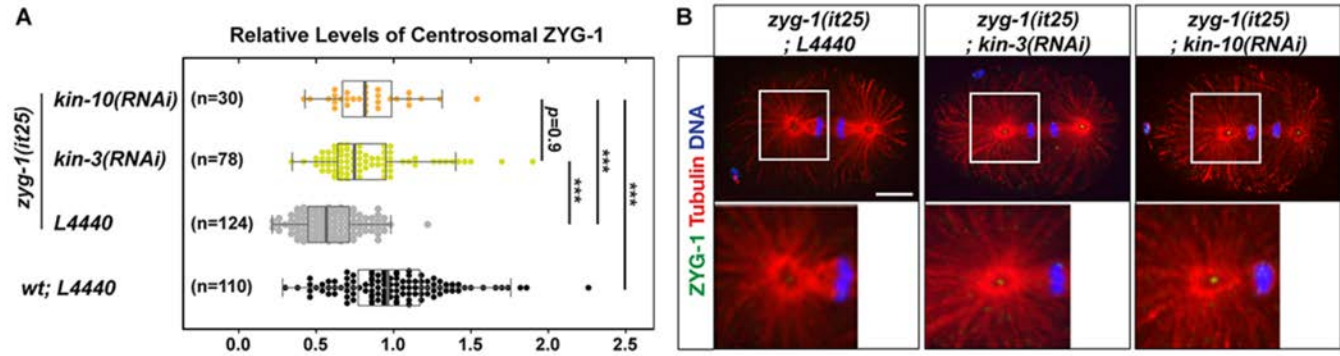 A
Relative Levels of Centrosomal ZYG-1
zyg-1(it25)
kin-10(RNAi)
(n=30)
kin-3(RNAi)
(n=78)
L4440
(n=124)
wt; L4440
(n=110)
p=0.9
***
***
***
0.0 0.5 1.0 1.5 2.0 2.5
B
zyg-1(it25)
; L4440
zyg-1(it25)
; kin-3(RNAi)
zyg-1(it25)
; kin-10(RNAi)
ZYG-1 Tubulin DNA